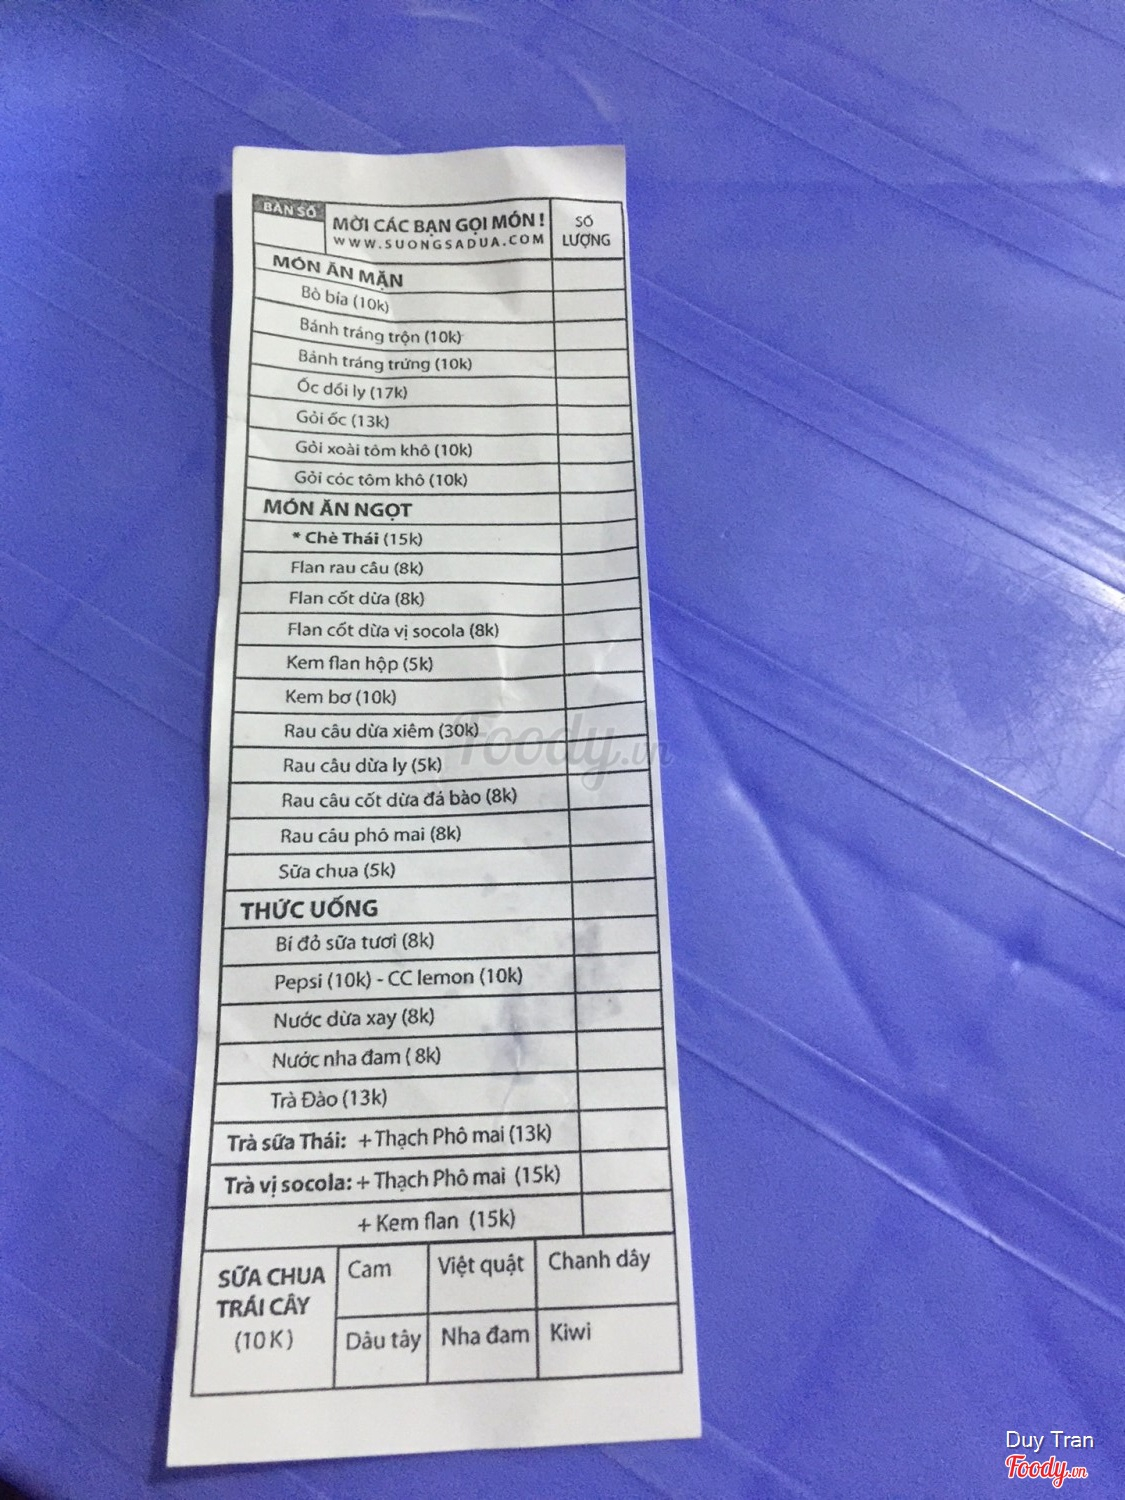 BÀN SỐ
MỜI CÁC BẠN GỌI MÓN !
WWW.SUONGSADUA.COM
SỐ
LƯỢNG
MÓN ĂN MẶN
Bò bía (10k)
Bánh tráng trộn (10k)
Bánh tráng trứng (10k)
Ốc dồi ly (17k)
Gỏi ốc (13k)
Gỏi xoài tôm khô (10k)
Gỏi cóc tôm khô (10k)
MÓN ĂN NGỌT
* Chè Thái (15k)
Flan rau câu (8k)
Flan cốt dừa (8k)
Flan cốt dừa vị socola (8k)
Kem flan hộp (5k)
Kem bơ (10k)
Rau câu dừa xiêm (30k)
Rau câu dừa ly (5k)
Rau câu cốt dừa đá bào (8k)
Rau câu phô mai (8k)
Sữa chua (5k)
THỨC UỐNG
Bí đỏ sữa tươi (8k)
Pepsi (10k) - CC lemon (10k)
Nước dừa xay (8k)
Nước nha đam ( 8k)
Trà Đào (13k)
Trà sữa Thái: + Thạch Phô mai (13k)
Trà vị socola: + Thạch Phô mai (15k)
+ Kem flan (15k)
SỮA CHUA
TRÁI CÂY
(10K)
Cam Việt quật Chanh dây
Dâu tây Nha đam Kiwi
Foody.vn
Duy Tran
Foody.vn